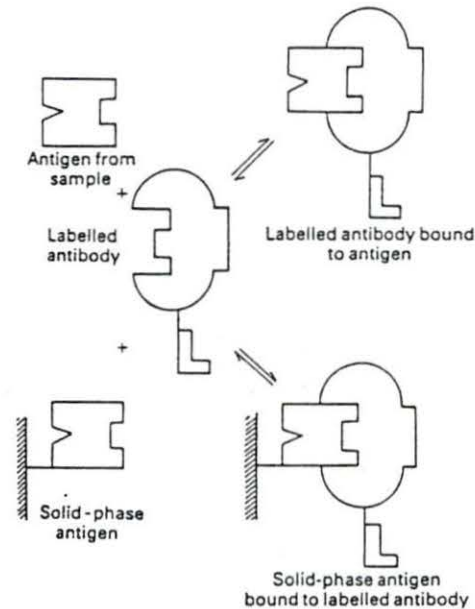 Antigen from
sample
+
Labelled
antibody
Labelled antibody bound
to antigen
+
Solid-phase
antigen
Solid-phase antigen
bound to labelled antibody